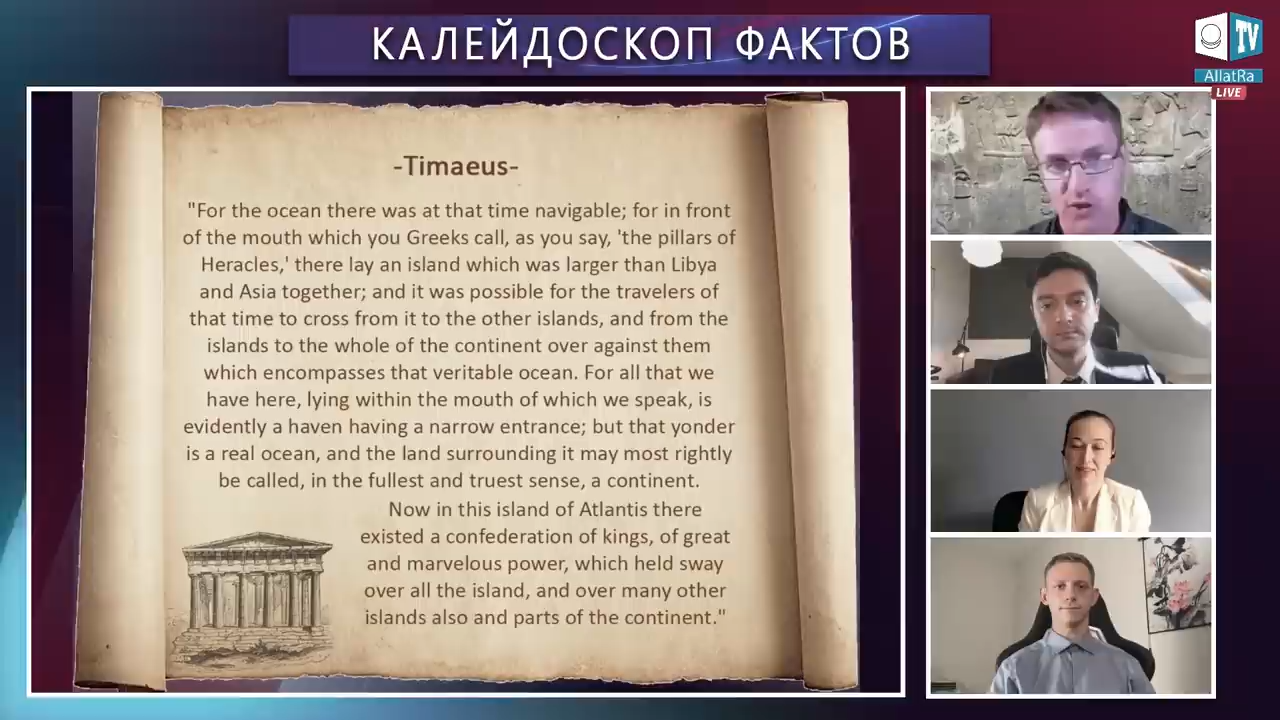 КАЛЕЙДОСКОП ФАКТОВ
TV
AllatRa
LIVE
-Timaeus-
"For the ocean there was at that time navigable; for in front
of the mouth which you Greeks call, as you say, 'the pillars of
Heracles,' there lay an island which was larger than Libya
and Asia together; and it was possible for the travelers of
that time to cross from it to the other islands, and from the
islands to the whole of the continent over against them
which encompasses that veritable ocean. For all that we
have here, lying within the mouth of which we speak, is
evidently a haven having a narrow entrance; but that yonder
is a real ocean, and the land surrounding it may most rightly
be called, in the fullest and truest sense, a continent.
Now in this island of Atlantis there
existed a confederation of kings, of great
and marvelous power, which held sway
over all the island, and over many other
islands also and parts of the continent."